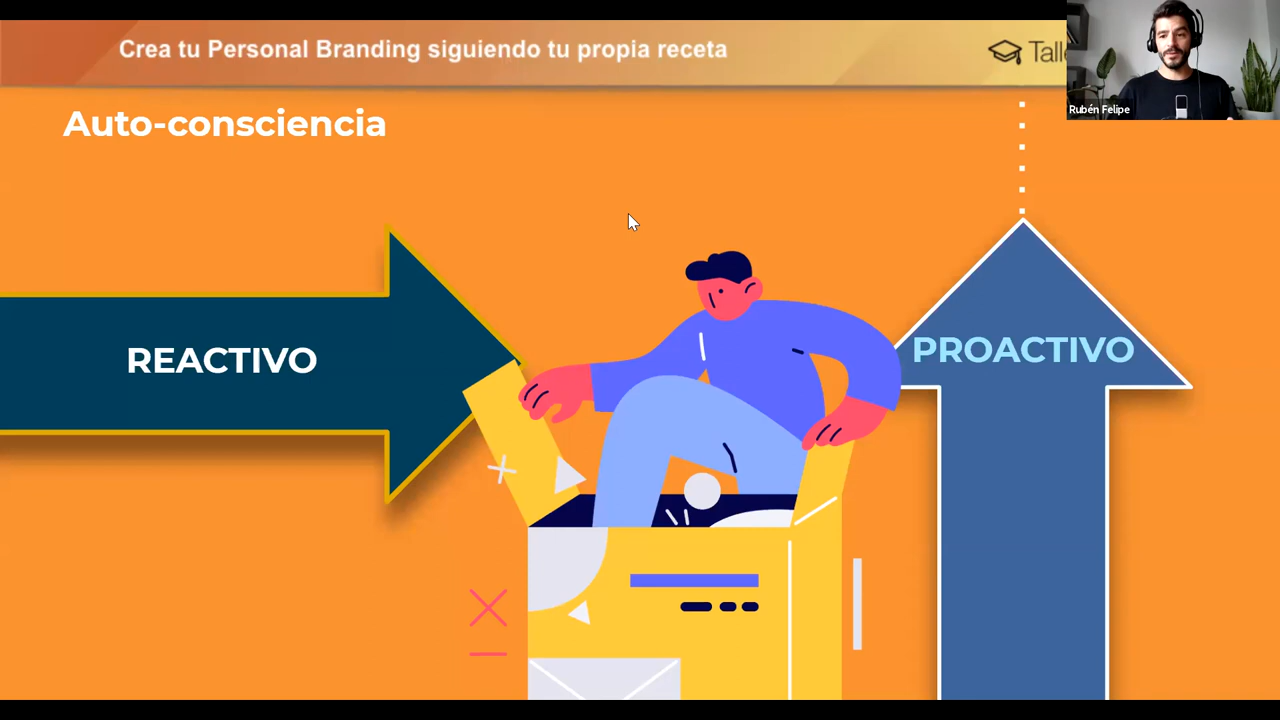 Crea tu Personal Branding siguiendo tu propia receta
Rubén Felipe
Auto-consciencia
REACTIVO
PROACTIVO